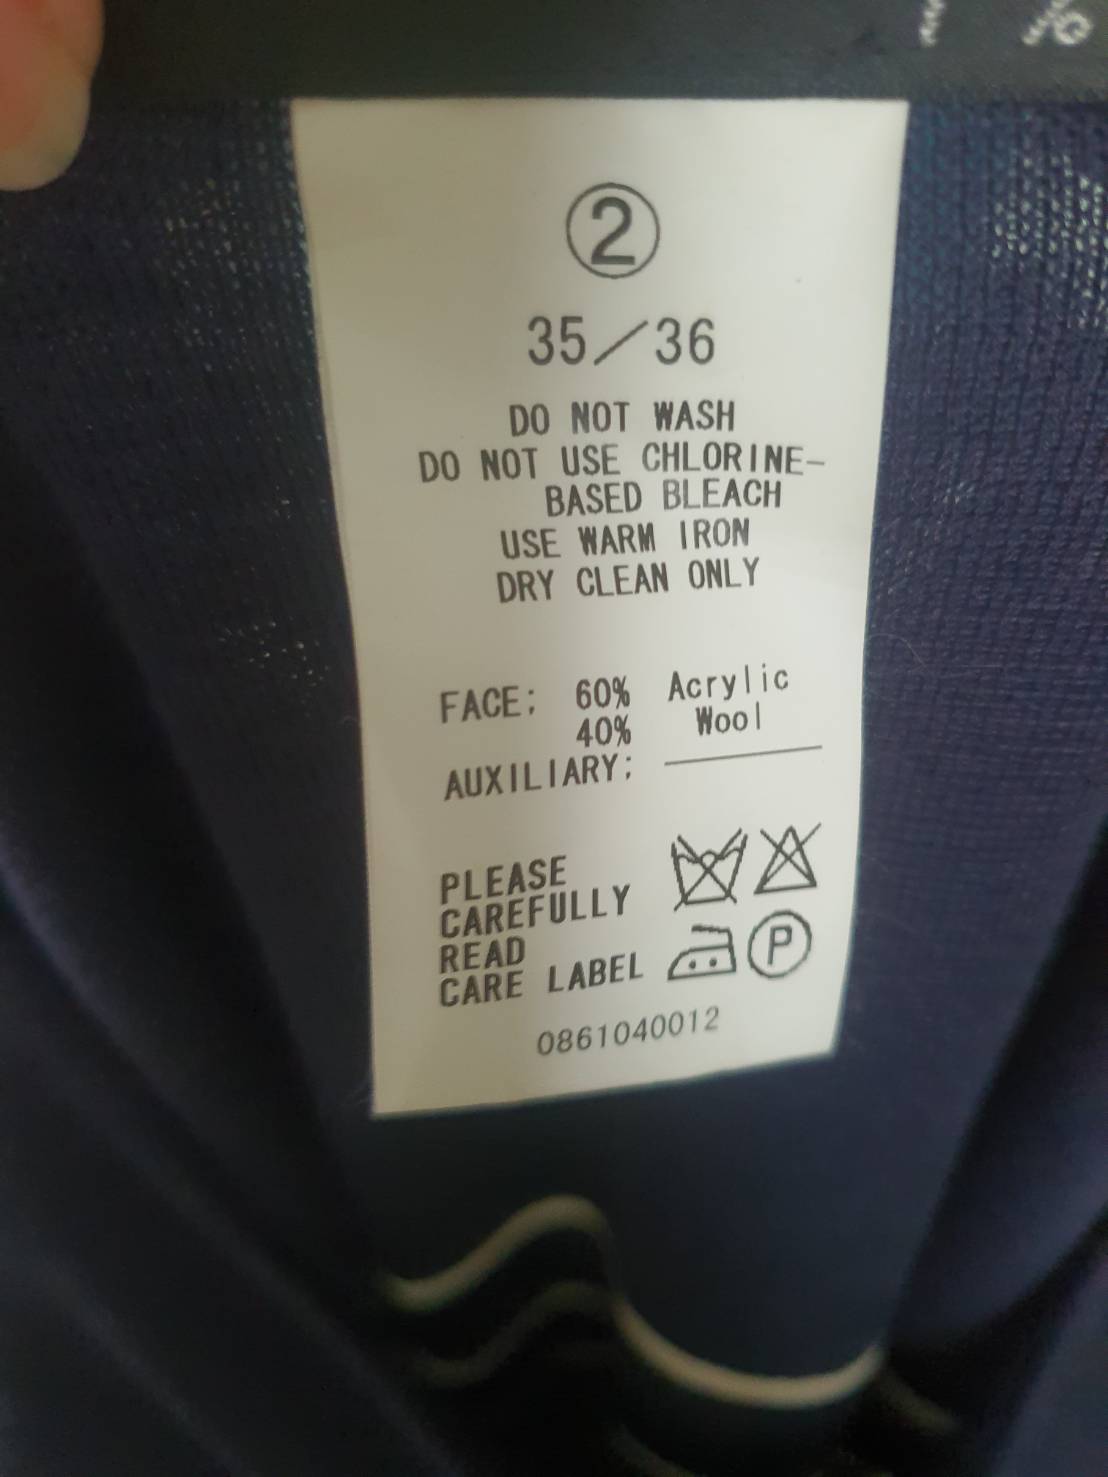 ②
35/36
DO NOT WASH
DO NOT USE CHLORINE-
BASED BLEACH
USE WARM IRON
DRY CLEAN ONLY
FACE: 60% Acrylic
40% Wool
AUXILIARY:
PLEASE
CAREFULLY
READ
CARE LABEL
P
0861040012